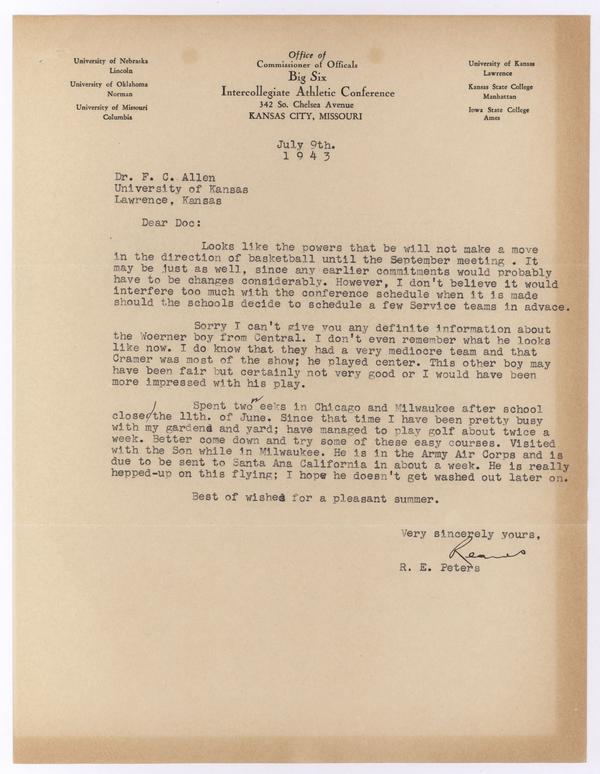 University of Nebraska
Lincoln
University of Oklahoma
Norman
University of Missouri
Columbia
Office of
Commissioner of Officals
Big Six
Intercollegiate Athletic Conference
342 So. Chelsea Avenue
KANSAS CITY, MISSOURI
University of Kansas
Lawrence
Kansas State College
Manhattan
Iowa State College
Ames
July 9th.
1 9 4 3
Dr. F. C. Allen
University of Kansas
Lawrence, Kansas
Dear Doc:
Looks like the powers that be will not make a move
in the direction of basketball until the September meeting . It
may be just as well, since any earlier commitments would probably
have to be changes considerably. However, I don't believe it would
interfere too much with the conference schedule when it is made
should the schools decide to schedule a few Service teams in advace.
Sorry I can't give you any definite information about
the Woerner boy from Central. I don't even remember what he looks
like now. I do know that they had a very mediocre team and that
Cramer was most of the show; he played center. This other boy may
have been fair but certainly not very good or I would have been
more impressed with his play.
Spent two weeks in Chicago and Milwaukee after school
close/the 11th. of June. Since that time I have been pretty busy
with my gardens and yard; have managed to play golf about twice a
week. Better come down and try some of these easy courses. Visited
with the Son while in Milwaukee. He is in the Army Air Corps and is
due to be sent to Santa Ana California in about a week. He is really
hepped-up on this flying; I hope he doesn't get washed out later on.
Best of wishes for a pleasant summer.
Very sincerely yours,
Reaves
R. E. Peters